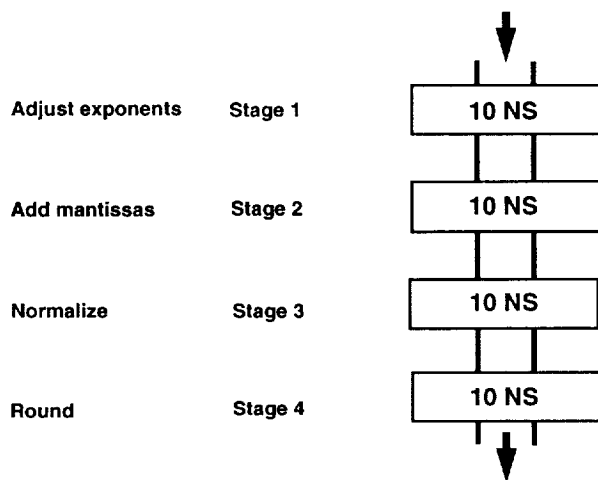 Adjust exponents Stage 1 10 NS
Add mantissas Stage 2 10 NS
Normalize Stage 3 10 NS
Round Stage 4 10 NS